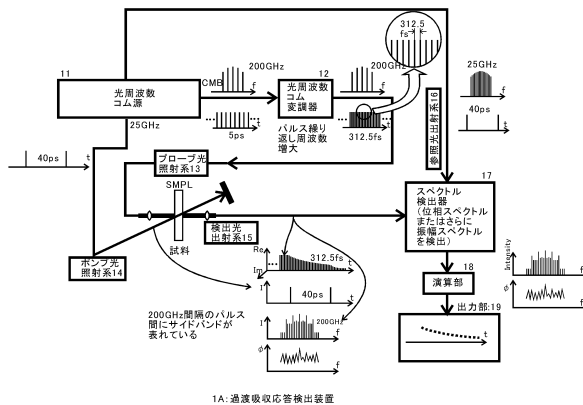 312.5
fs
11
光周波数
コム源
CMB
200GHz
f
5ps
t
12
光周波数
コム
変調器
パルス繰り
返し周波数
増大
200GHz
f
312.5fs
t
参照光出射系16
25GHz
f
40ps
t
25GHz
40ps
t
プローブ光
照射系13
SMPL
試料
検出光
出射系15
ポンプ光
照射系14
17
スペクトル
検出器
(位相スペクトル
またはさらに
振幅スペクトル
を検出)
Re
Im
312.5fs
t
I
40ps
t
I
200GHz
f
φ
f
200GHz間隔のパルス
間にサイドバンドが
表れている
18
演算部
Intensity
f
φ
f
出力部:19
t
1A:過渡吸収応答検出装置